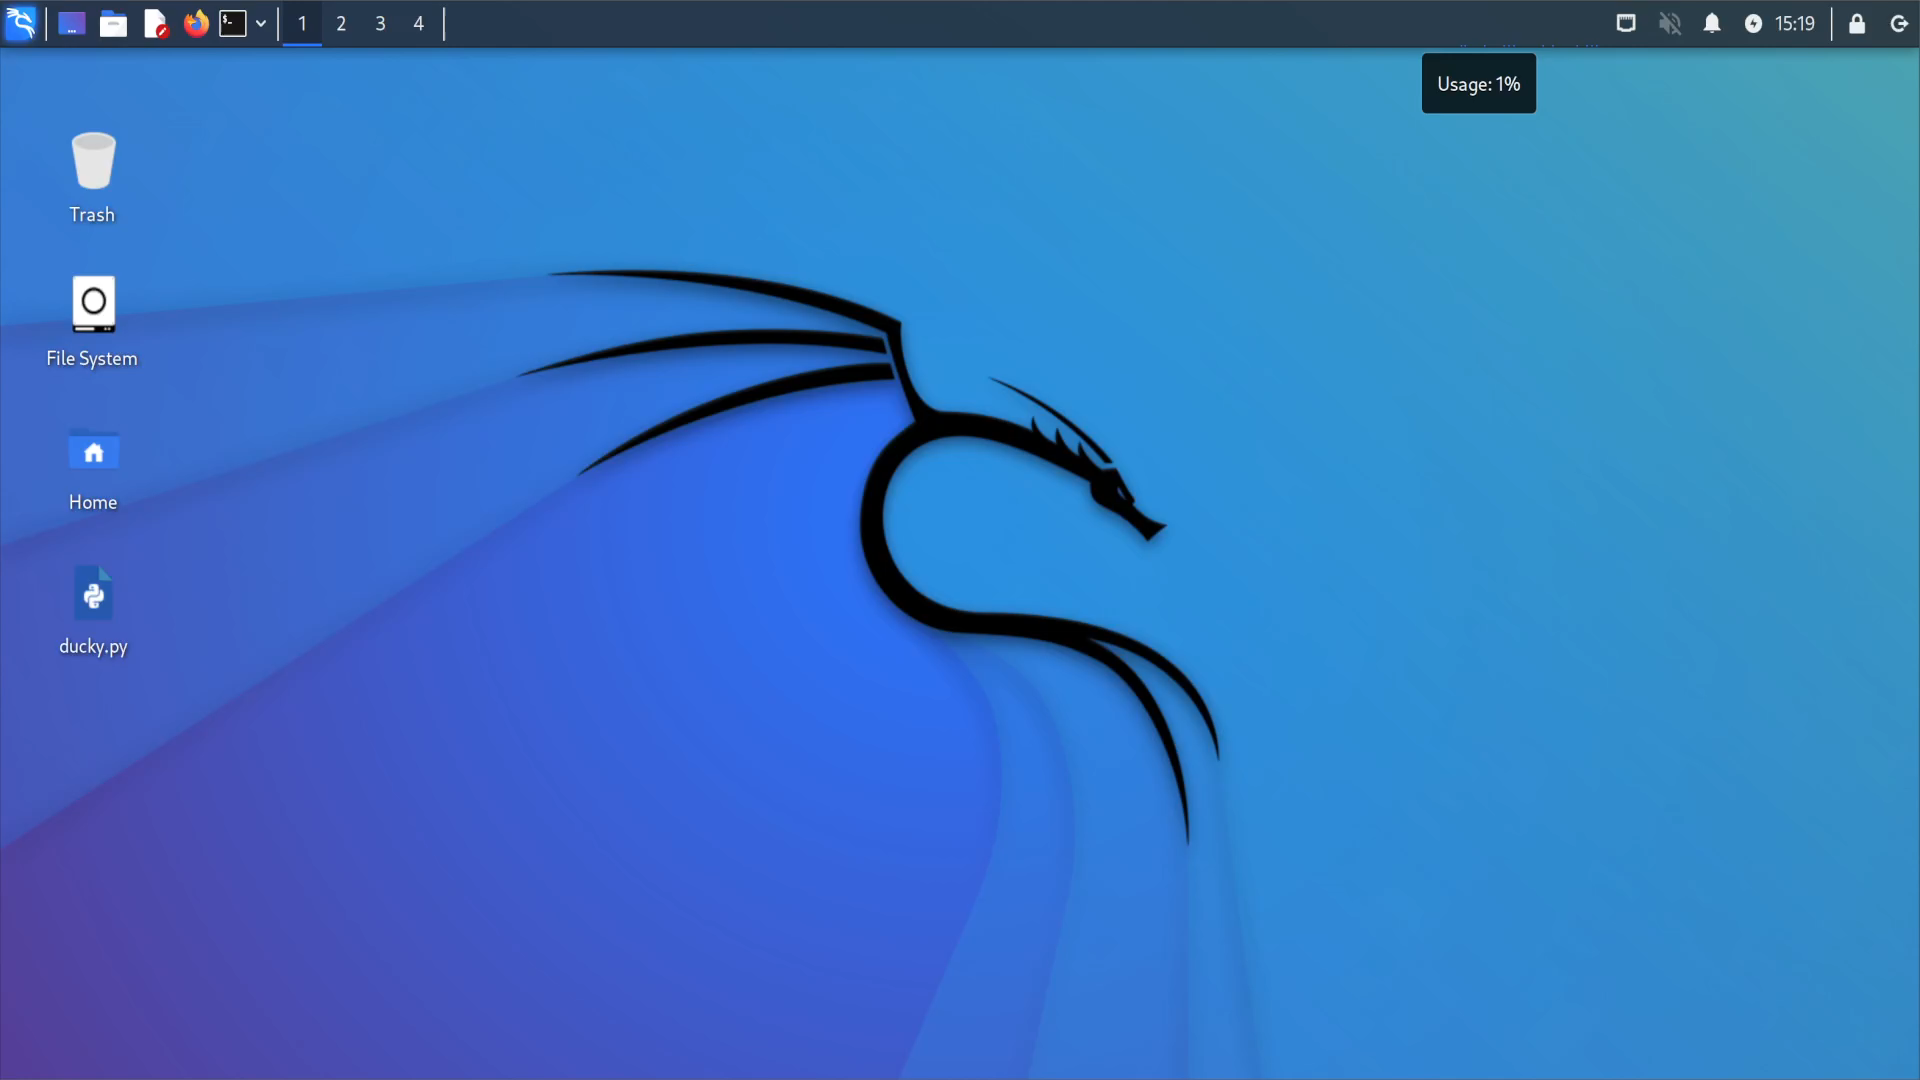 1 2 3 4 15:19
Usage: 1%
Trash
File System
Home
ducky.py